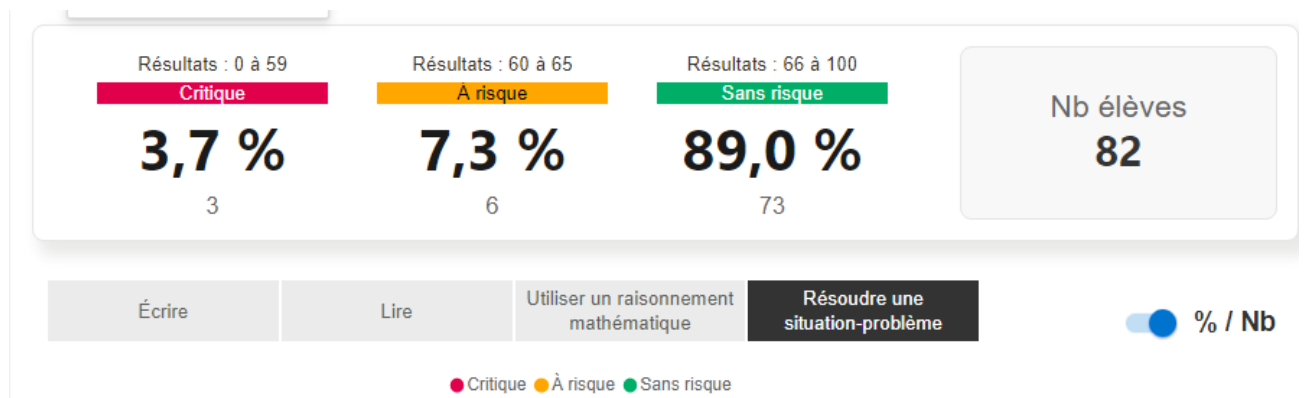 Résultats : 0 à 59
Critique
3,7 %
3
Résultats : 60 à 65
À risque
7,3 %
6
Résultats : 66 à 100
Sans risque
89,0 %
73
Nb élèves
82
Écrire
Lire
Utiliser un raisonnement
mathématique
Résoudre une
situation-problème
% / Nb
Critique À risque Sans risque